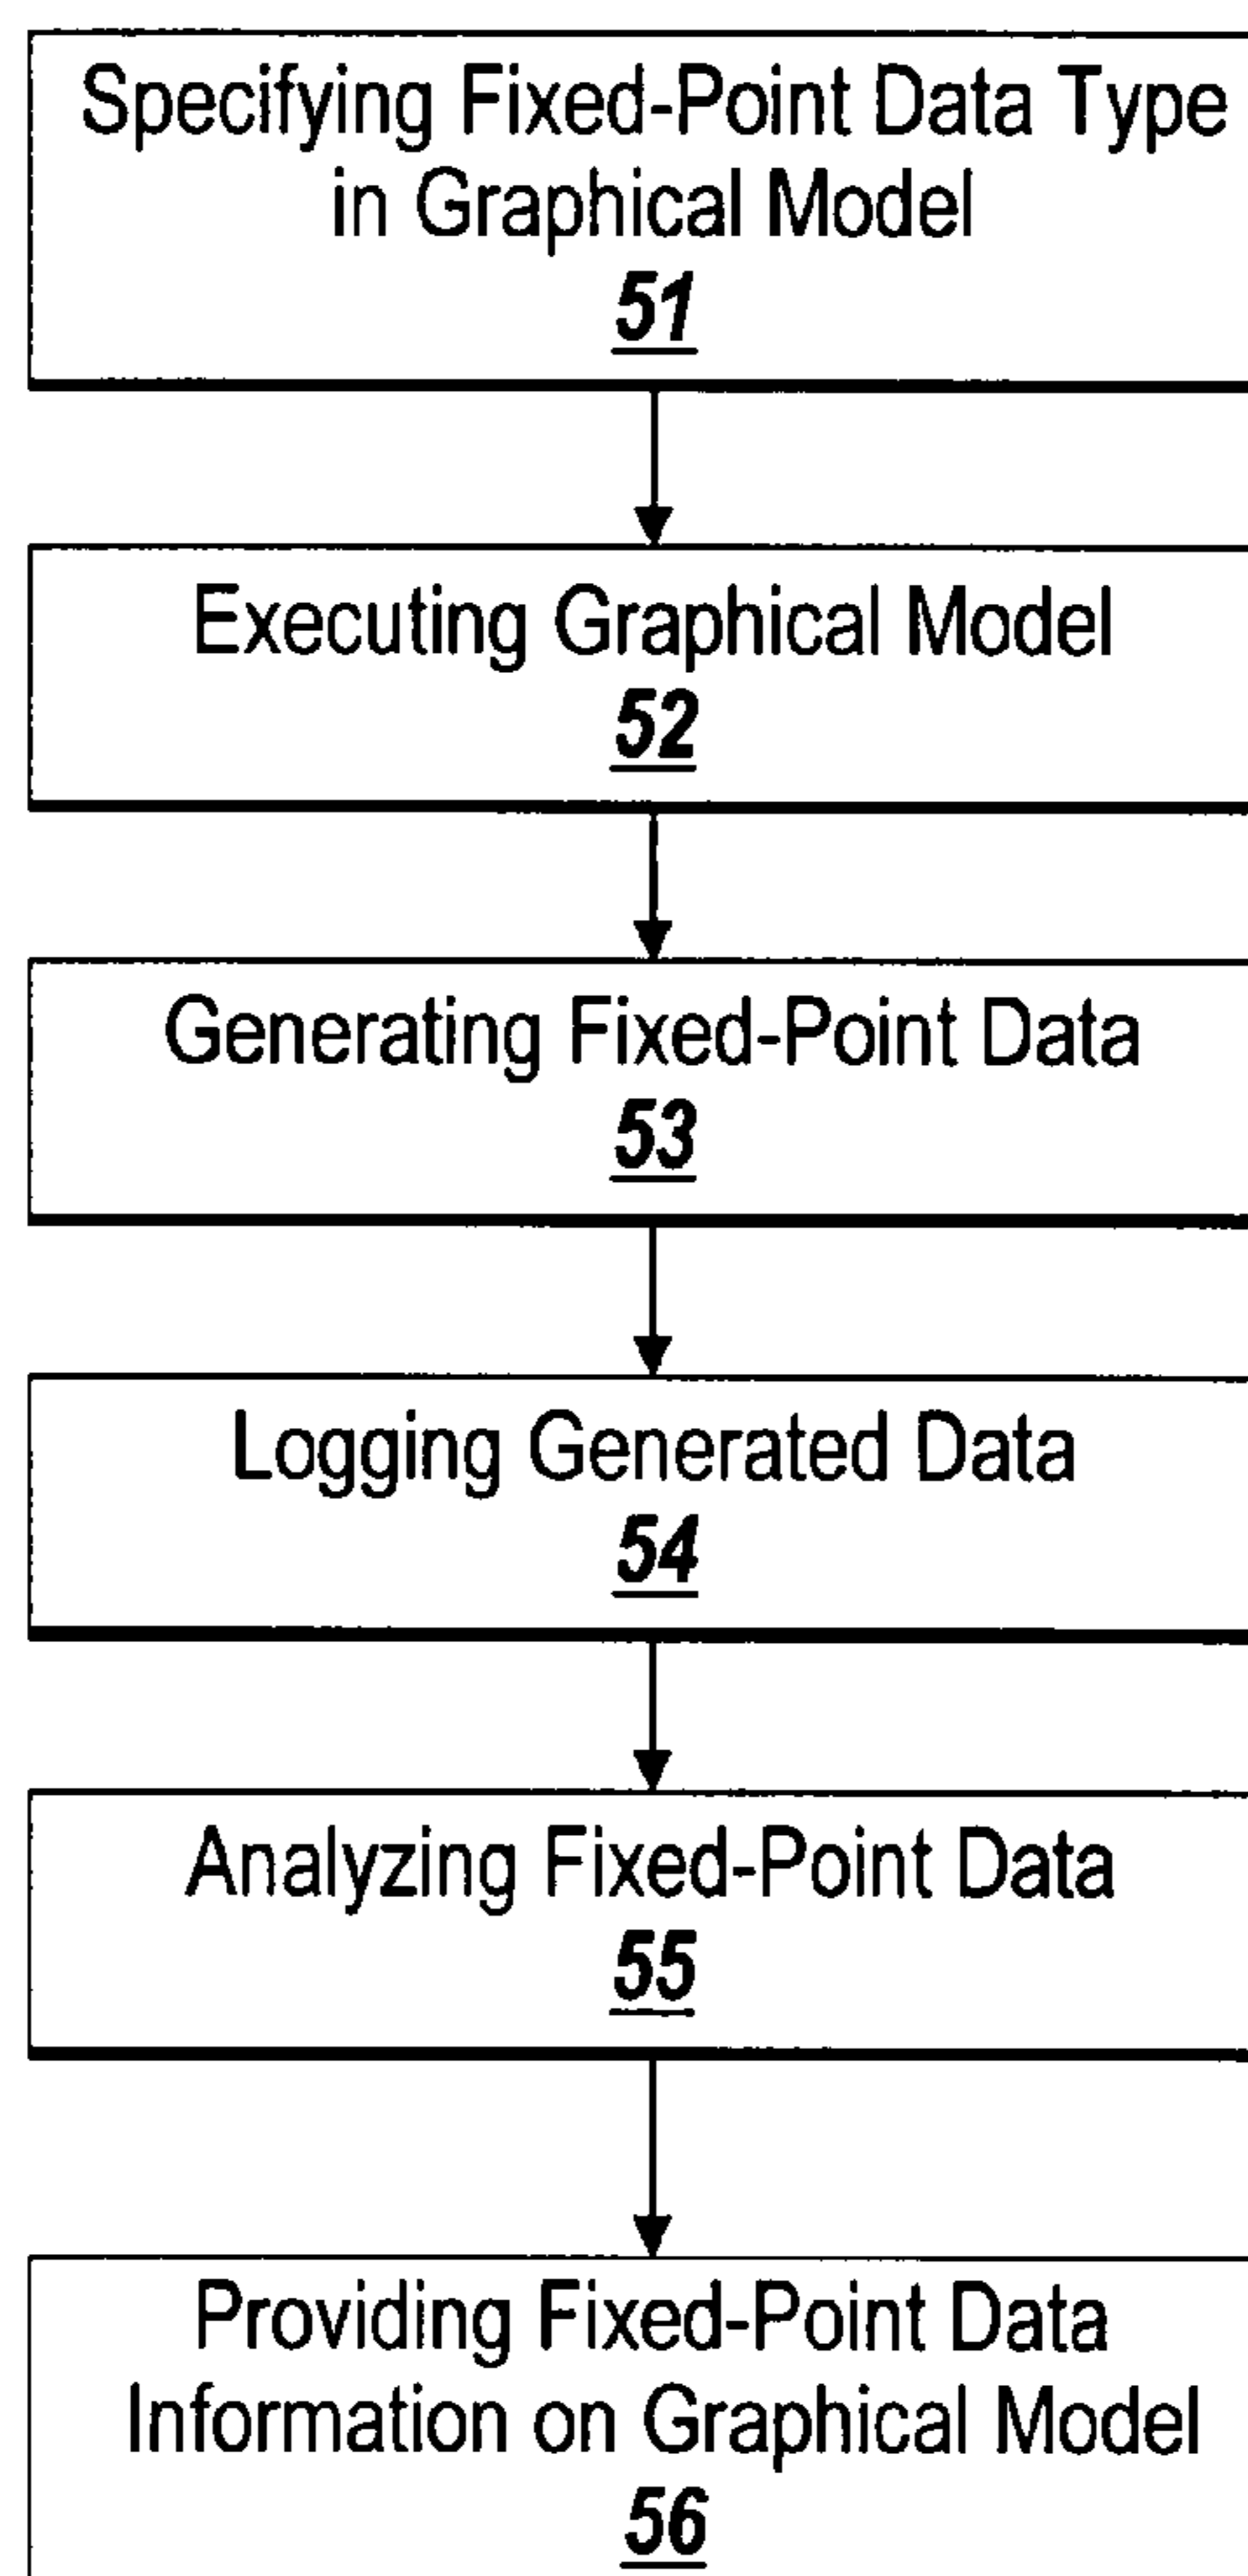 Specifying Fixed-Point Data Type
in Graphical Model
51
Executing Graphical Model
52
Generating Fixed-Point Data
53
Logging Generated Data
54
Analyzing Fixed-Point Data
55
Providing Fixed-Point Data
Information on Graphical Model
56